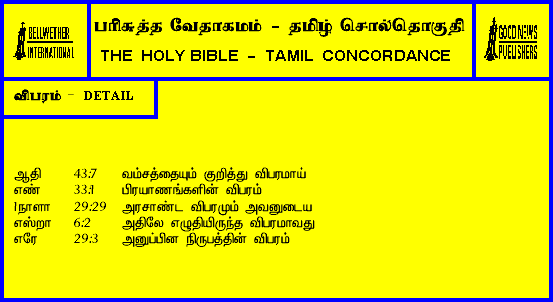 BELLWETHER
INTERNATIONAL
பரிசுத்த வேதாகமம் – தமிழ் சொல்தொகுதி
THE HOLY BIBLE – TAMIL CONCORDANCE
GOOD NEWS
PUBLISHERS
விபரம் – DETAIL
ஆதி 43:7 வம்சத்தையும் குறித்து விபரமாய்
எண் 33:1 பிரயாணங்களின் விபரம்
1நாளா 29:29 அரசாண்ட விபரமும் அவனுடைய
எஸ்றா 6:2 அதிலே எழுதியிருந்த விபரமாவது
எரே 29:3 அனுப்பின நிருபத்தின் விபரம்